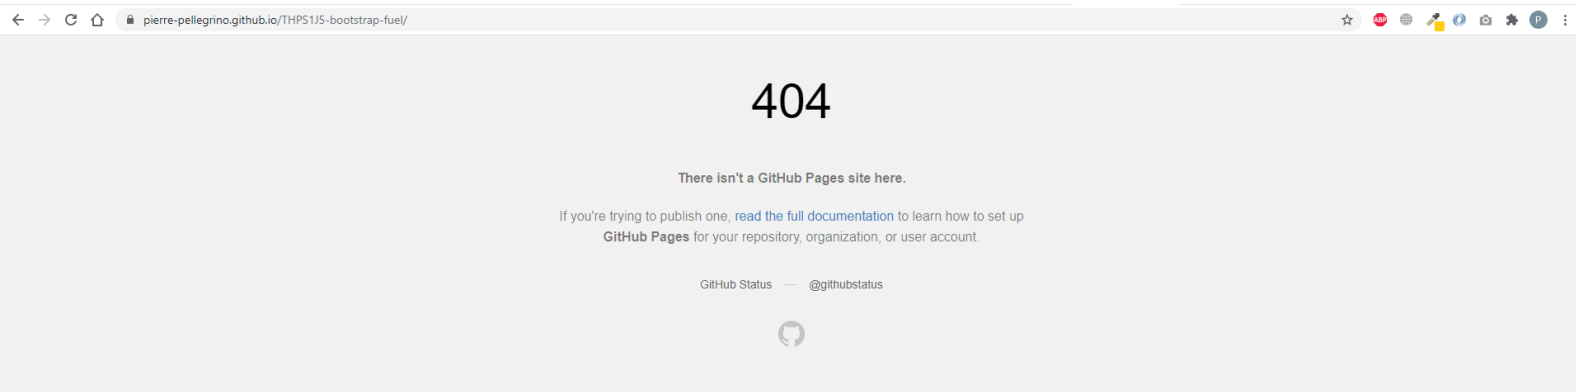 pierre-pellegrino.github.io/THPS1J5-bootstrap-fuel/
ABP
P
404
There isn't a GitHub Pages site here.
If you're trying to publish one, read the full documentation to learn how to set up
GitHub Pages for your repository, organization, or user account.
GitHub Status — @githubstatus